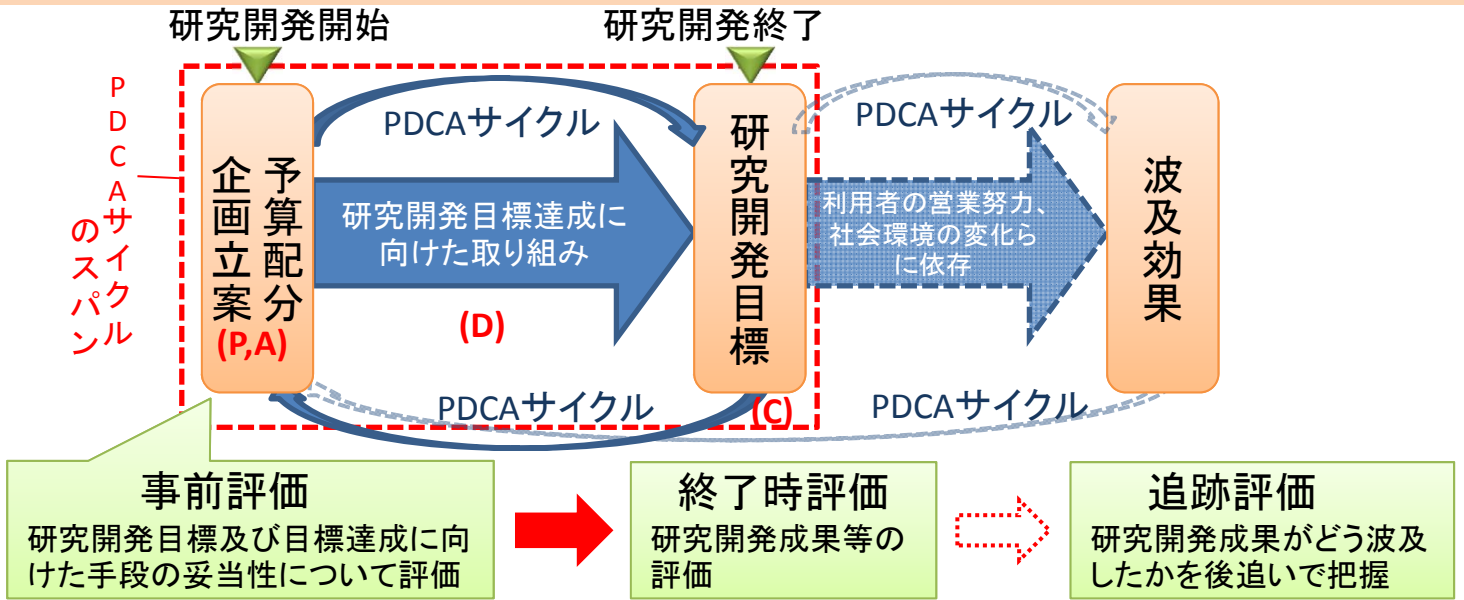 研究開発開始
研究開発終了
PDCAサイクル
のスパン
予算配分
企画立案
(P,A)
PDCAサイクル
研究開発目標達成に
向けた取り組み
(D)
PDCAサイクル
研究開発目標
(C)
PDCAサイクル
利用者の営業努力、
社会環境の変化ら
に依存
PDCAサイクル
波及効果
事前評価
研究開発目標及び目標達成に向
けた手段の妥当性について評価
終了時評価
研究開発成果等の
評価
追跡評価
研究開発成果がどう波及
したかを後追いで把握